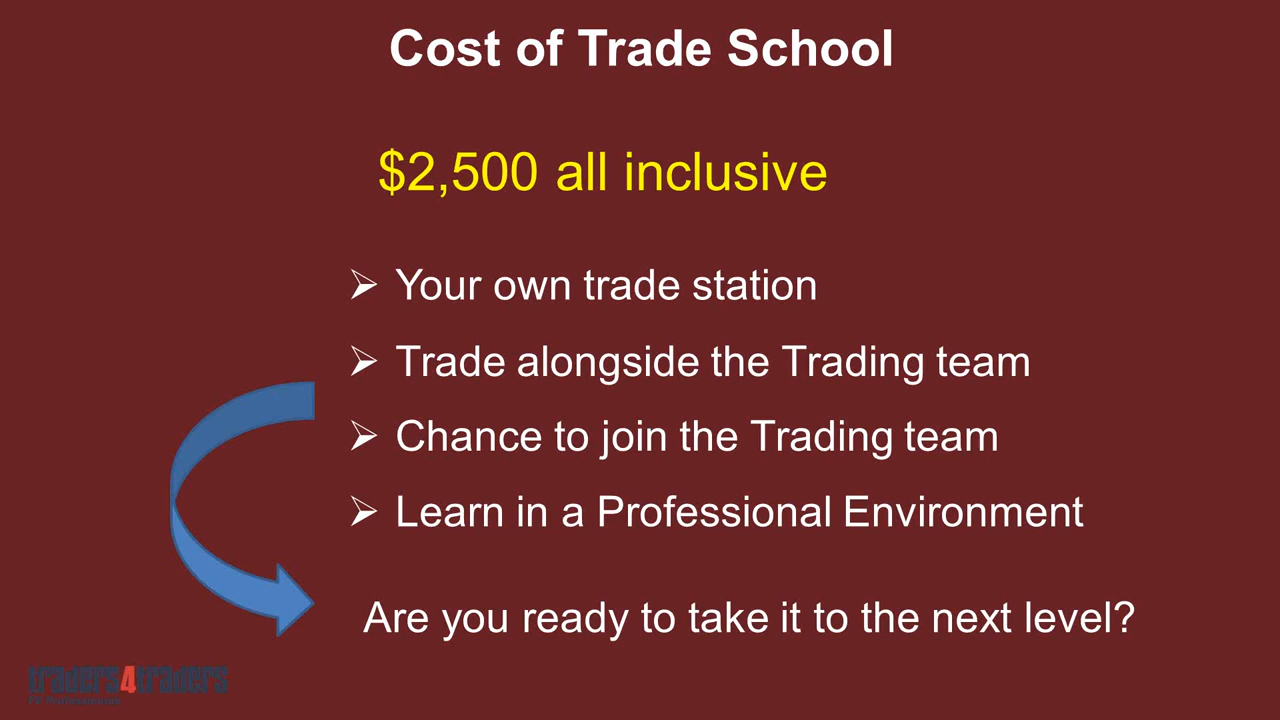 Cost of Trade School
$2,500 all inclusive
Your own trade station
Trade alongside the Trading team
Chance to join the Trading team
Learn in a Professional Environment
Are you ready to take it to the next level?
traders4traders